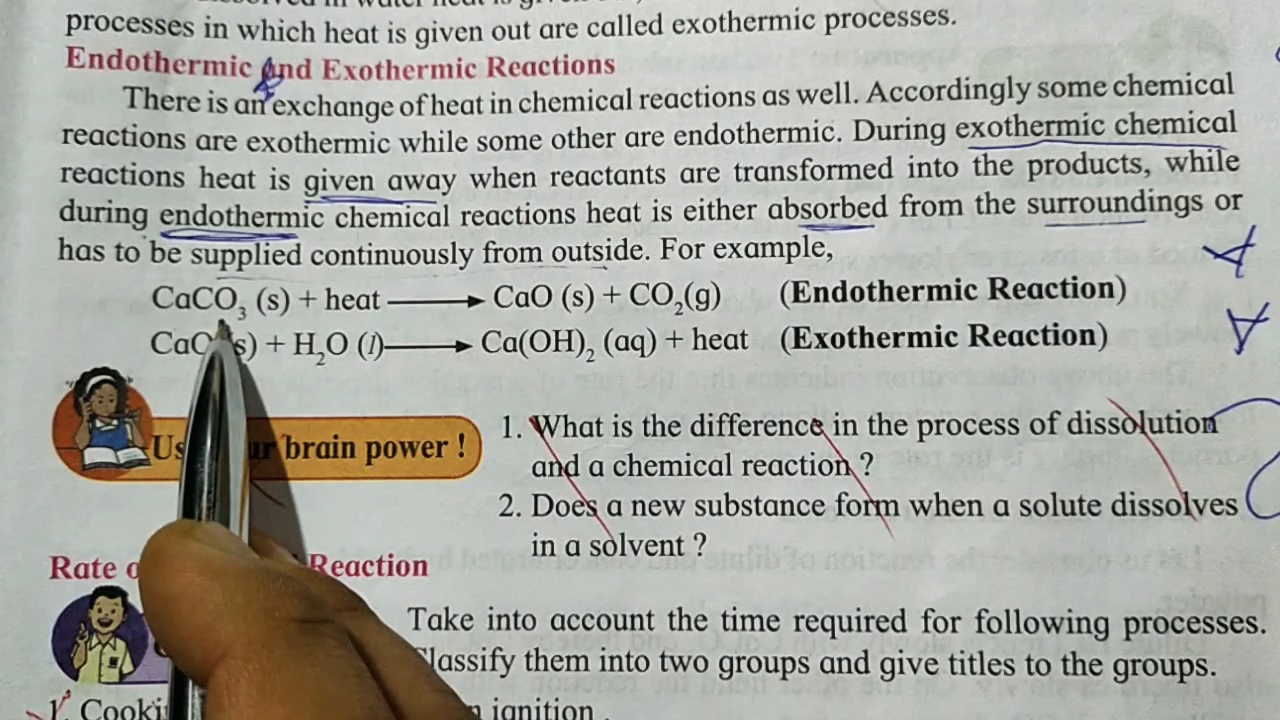 processes in which heat is given out are called exothermic processes.
Endothermic and Exothermic Reactions
There is an exchange of heat in chemical reactions as well. Accordingly some chemical
reactions are exothermic while some other are endothermic. During exothermic chemical
reactions heat is given away when reactants are transformed into the products, while
during endothermic chemical reactions heat is either absorbed from the surroundings or
has to be supplied continuously from outside. For example,
CaCO₃ (s) + heat ⟶ CaO (s) + CO₂(g) (Endothermic Reaction)
CaO (s) + H₂O (l) ⟶ Ca(OH)₂ (aq) + heat (Exothermic Reaction)
Use your brain power !
1. What is the difference in the process of dissolution
and a chemical reaction ?
2. Does a new substance form when a solute dissolves
in a solvent ?
Rate Reaction
Take into account the time required for following processes.
Classify them into two groups and give titles to the groups.
1. ignition .